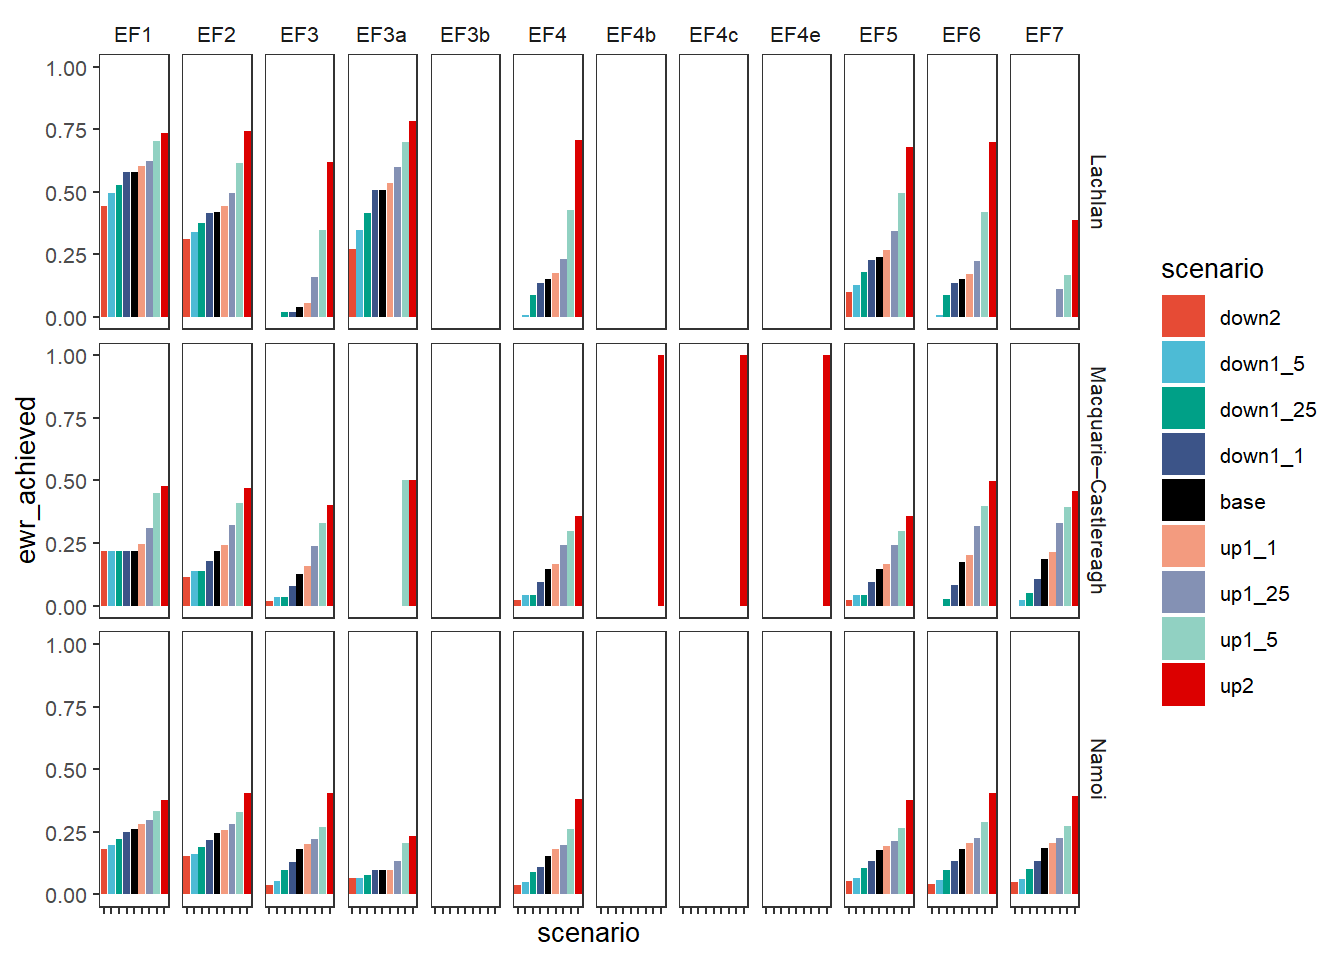 EF1 EF2 EF3 EF3a EF3b EF4 EF4b EF4c EF4e EF5 EF6 EF7
1.00
0.75
0.50
0.25
0.00
Lachlan
1.00
0.75
0.50
0.25
0.00
Macquarie−Castlereagh
1.00
0.75
0.50
0.25
0.00
Namoi
ewr_achieved
scenario
scenario
down2
down1_5
down1_25
down1_1
base
up1_1
up1_25
up1_5
up2